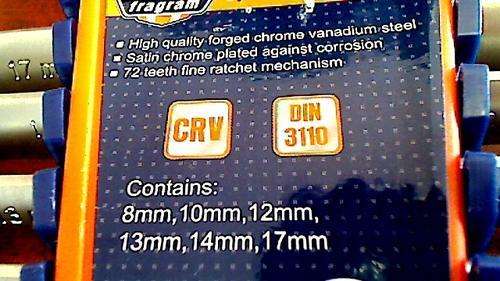 fragram
High quality forged chrome vanadium steel
Satin chrome plated against corrosion
72 teeth fine ratchet mechanism
CRV
DIN
3110
Contains:
8mm,10mm,12mm,
13mm,14mm,17mm
17 m